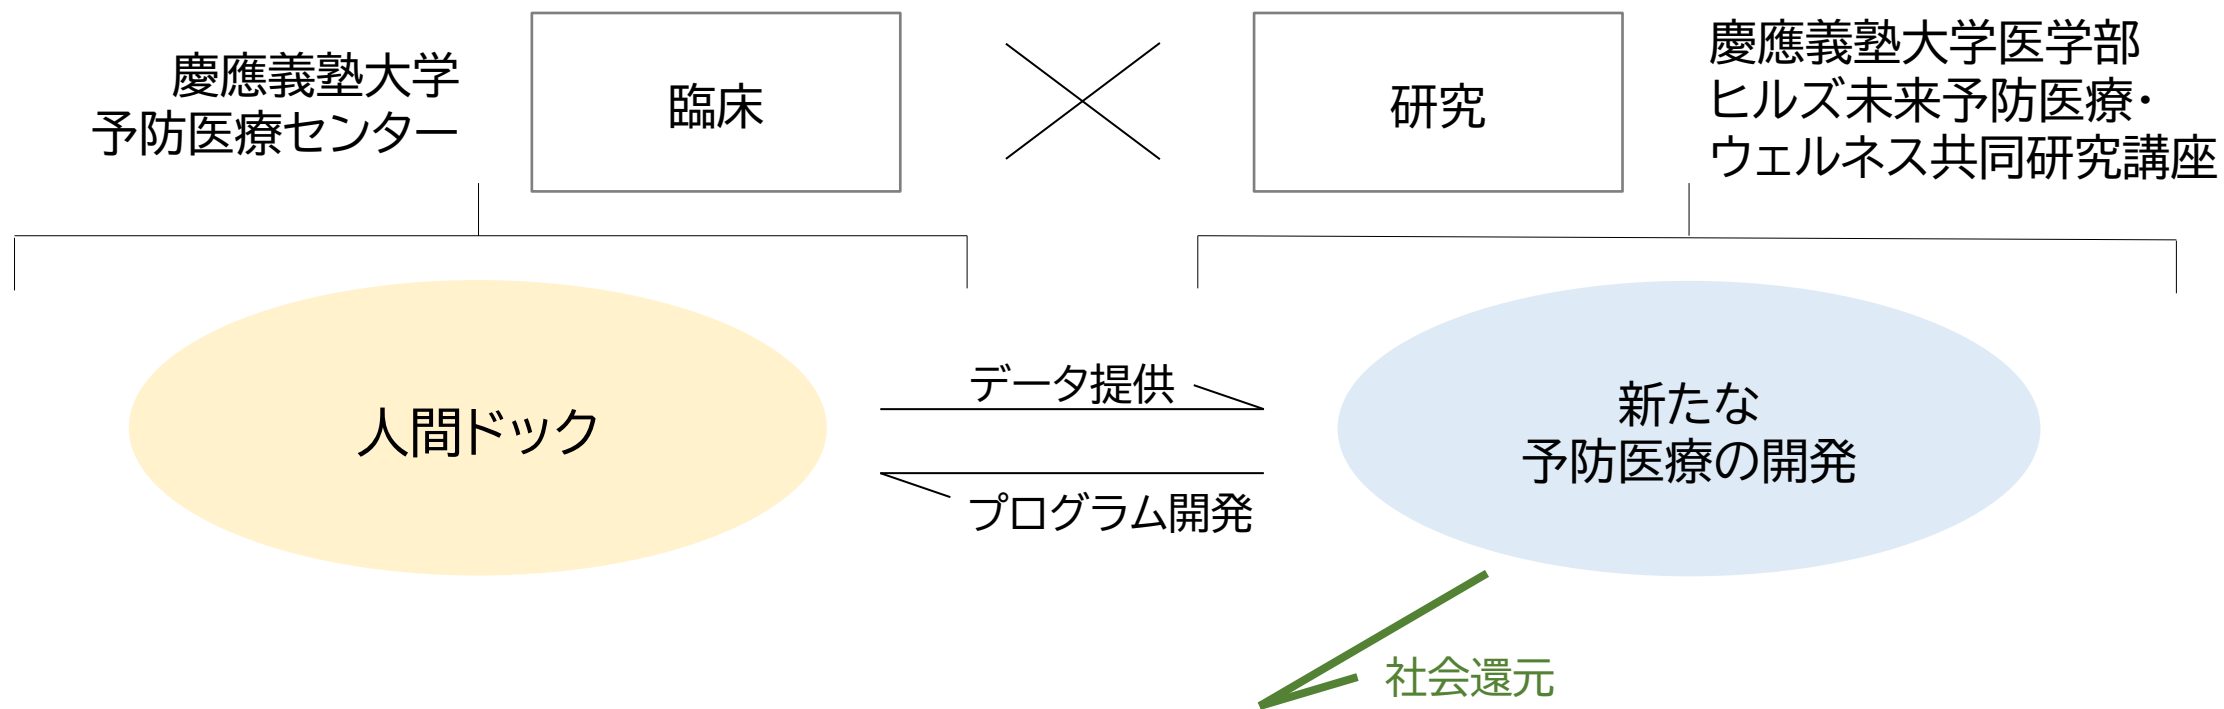 慶應義塾大学
予防医療センター
臨床
研究
慶應義塾大学医学部
ヒルズ未来予防医療・
ウェルネス共同研究講座
人間ドック
データ提供
プログラム開発
新たな
予防医療の開発
社会還元